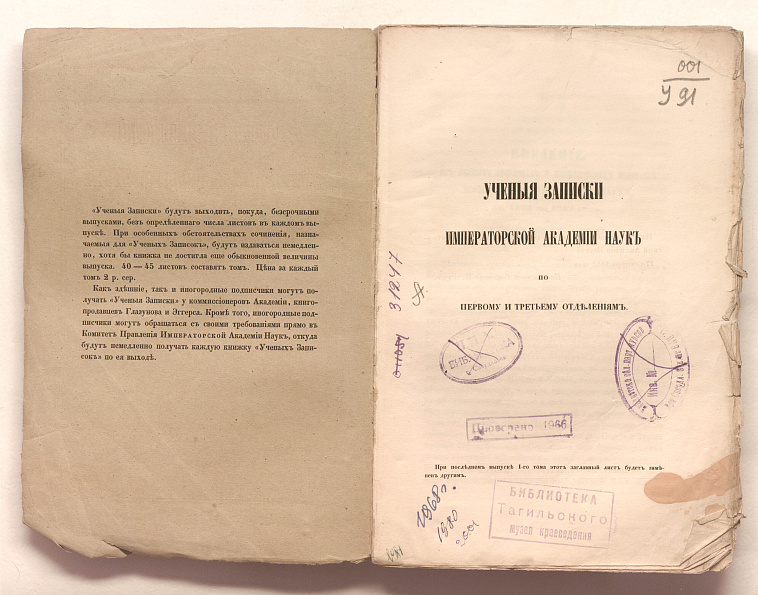 «Ученыя Записки» будутъ выходить, покуда, безсрочными
выпусками, безъ опредѣленнаго числа листовъ въ каждомъ вы-
пускѣ. При особенныхъ обстоятельствахъ сочиненія, назна-
чаемыя для «Ученыхъ Записокъ», будутъ издаваться немедлен-
но, хотя бы книжка не достигла еще обыкновенной величины
выпуска. 40 — 45 листовъ составятъ томъ. Цѣна за каждый
томъ 2 р. сер.
Какъ здѣшніе, такъ и иногородные подписчики могутъ по-
лучать «Ученыя Записки» у коммиссіонеровъ Академіи, книго-
продавцевъ Глазунова и Эггерса. Кромѣ того, иногородные под-
писчики могутъ обращаться съ своими требованіями прямо въ
Комитетъ Правленія Императорской Академіи Наукъ, откуда
будутъ немедленно получать каждую книжку «Ученыхъ Запи-
сокъ» по ея выходѣ.
001
У 91
УЧЕНЫЯ ЗАПИСКИ
ИМПЕРАТОРСКОЙ АКАДЕМІИ НАУКЪ
ПО
ПЕРВОМУ И ТРЕТЬЕМУ ОТДѢЛЕНІЯМЪ.
31247
Инв. №
Проверено 1966
При послѣднемъ выпускѣ I-го тома этотъ заглавный листъ будетъ замѣ-
ненъ другимъ.
1968 г.
1980
2001
БИБЛИОТЕКА
Тагильского
музея краеведения